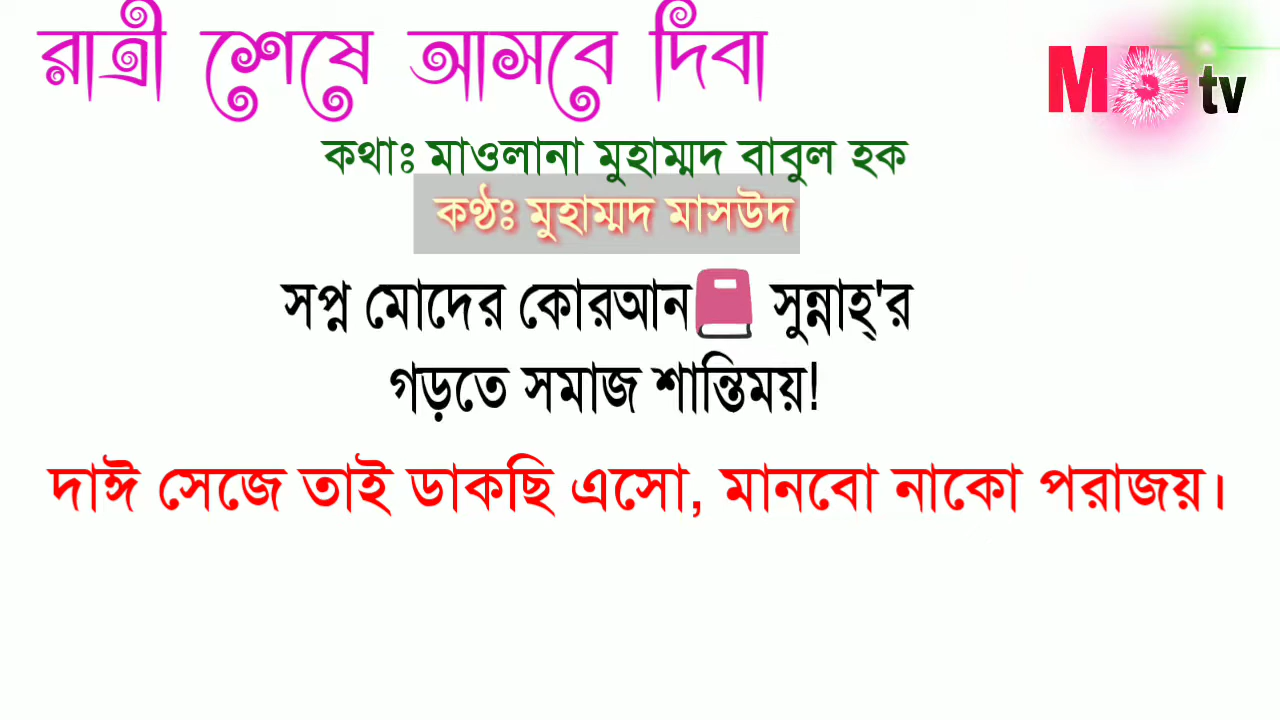 রাত্রী শেষে আসবে দিবা
MA tv
কথাঃ মাওলানা মুহাম্মদ বাবুল হক
কণ্ঠঃ মুহাম্মদ মাসউদ
সপ্ন মোদের কোরআন সুন্নাহ্'র
গড়তে সমাজ শান্তিময়!
দাঈ সেজে তাই ডাকছি এসো, মানবো নাকো পরাজয়।